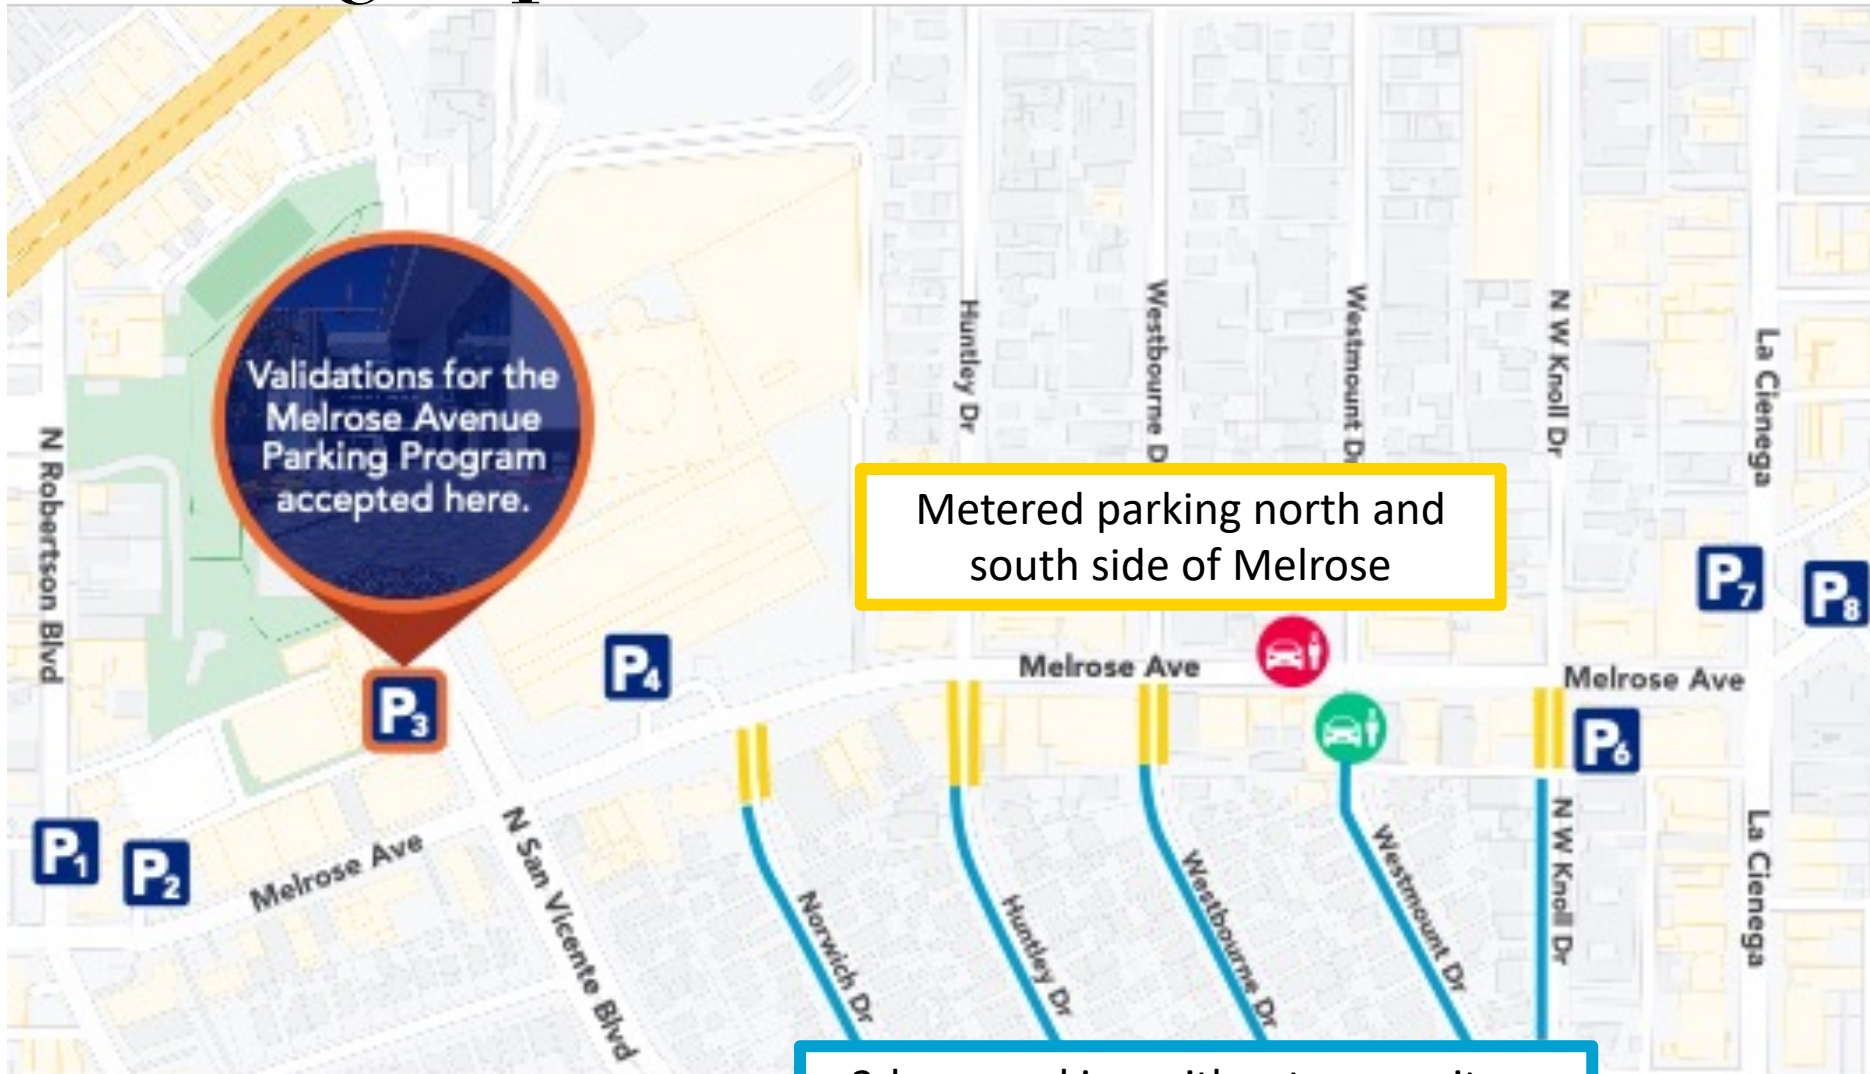 Validations for the
Melrose Avenue
Parking Program
accepted here.
Metered parking north and
south side of Melrose
N Robertson Blvd
Huntley Dr
Westbourne D
Westmount Dr
N W Knoll Dr
La Cienega
P7
P8
P4
Melrose Ave
Melrose Ave
P3
P6
P1
P2
Melrose Ave
N San Vicente Blvd
Norwich Dr
Huntley Dr
Westbourne Dr
Westmount Dr
N W Knoll Dr
La Cienega